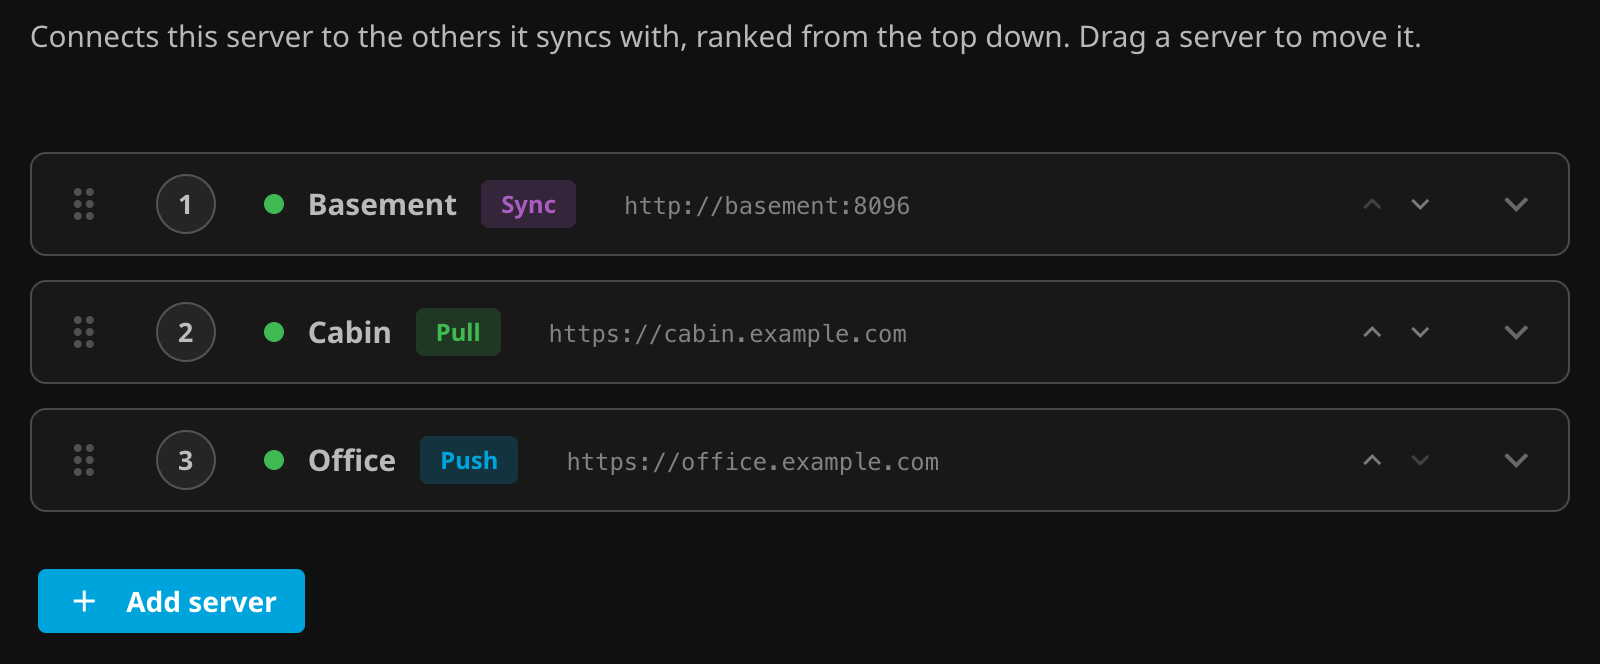 Connects this server to the others it syncs with, ranked from the top down. Drag a server to move it.
1 Basement Sync http://basement:8096
2 Cabin Pull https://cabin.example.com
3 Office Push https://office.example.com
+ Add server